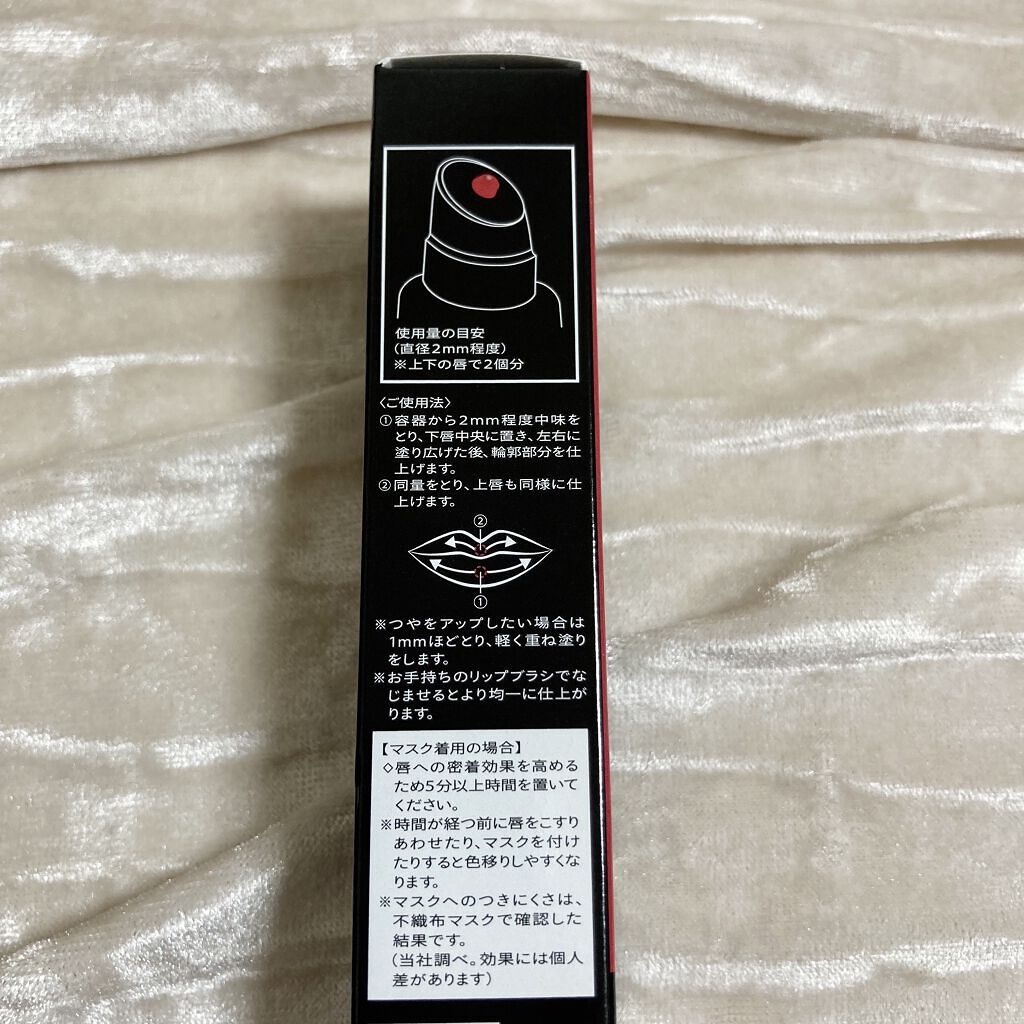 使用量の目安
(直径2mm程度)
※上下の唇で2個分
〈ご使用法〉
①容器から2mm程度中味を
とり、下唇中央に置き、左右に
塗り広げた後、輪郭部分を仕
上げます。
②同量をとり、上唇も同様に仕
上げます。
②
①
※つやをアップしたい場合は
1mmほどとり、軽く重ね塗り
をします。
※お手持ちのリップブラシでな
じませるとより均一に仕上が
ります。
【マスク着用の場合】
◇唇への密着効果を高める
ため5分以上時間を置いて
ください。
※時間が経つ前に唇をこすり
あわせたり、マスクを付け
たりすると色移りしやすくな
ります。
※マスクへのつきにくさは、
不織布マスクで確認した
結果です。
(当社調べ。効果には個人
差があります)